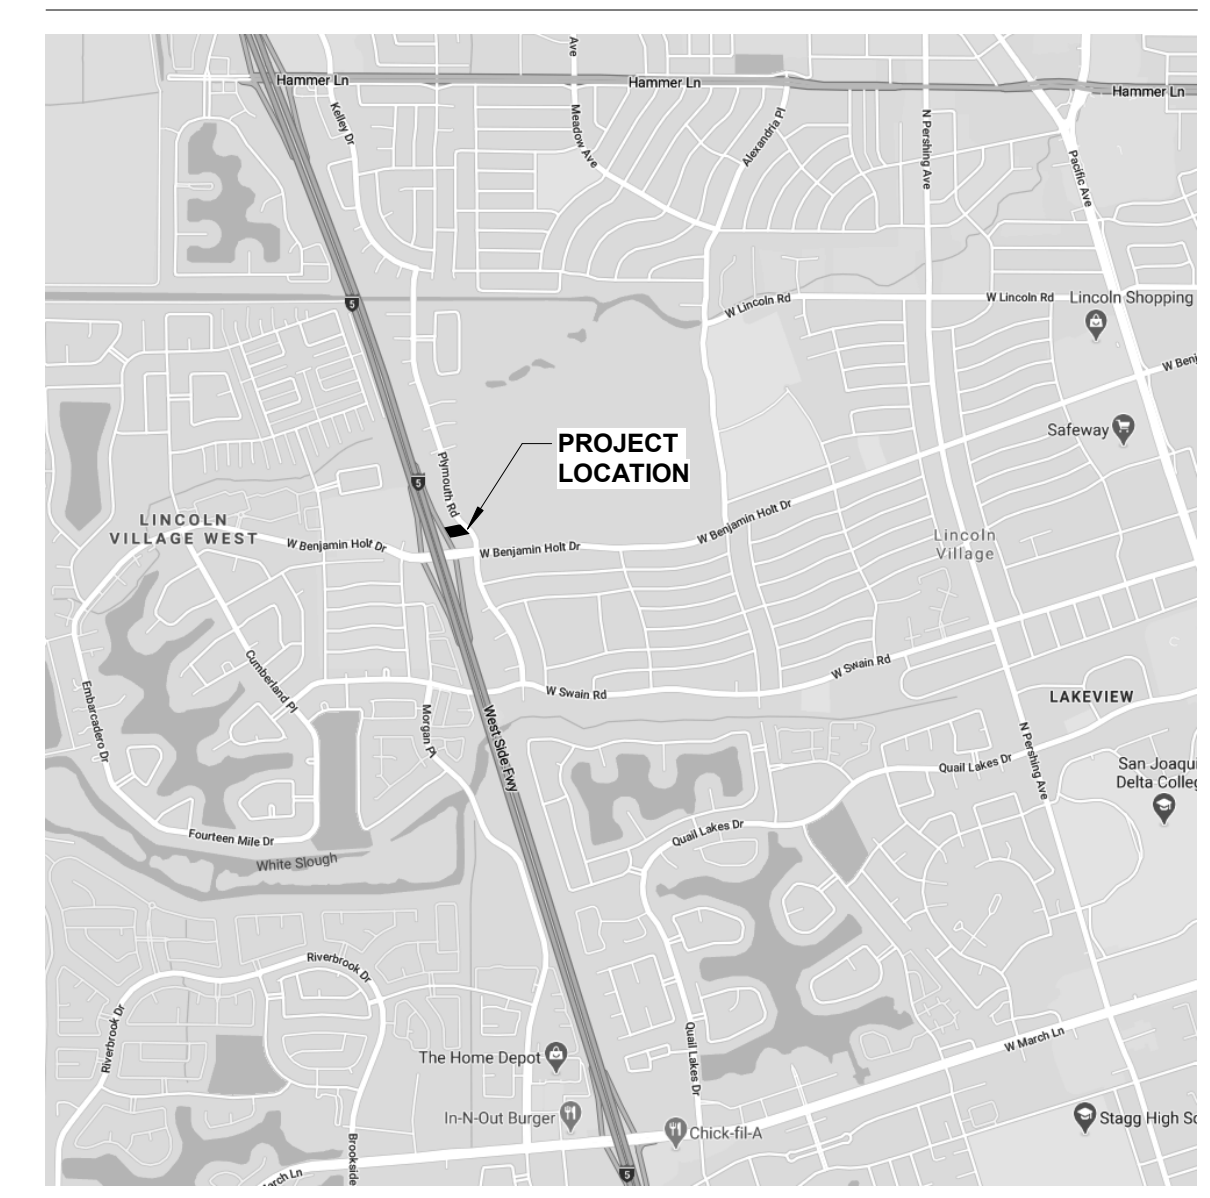 Ave
Hammer Ln
Hammer Ln
Hammer Ln
Kelley Dr
Meadow Ave
Alexandria Pl
N Pershing Ave
Pacific Ave
5
W Lincoln Rd
W Lincoln Rd
Lincoln Shopping
W Benj
Safeway
PROJECT
LOCATION
Plymouth Rd
5
LINCOLN
VILLAGE WEST
W Benjamin Holt Dr
W Benjamin Holt Dr
W Benjamin Holt Dr
Lincoln
Village
Cumberland Pl
W Swain Rd
W Swain Rd
Embarcadero Dr
Morgan Pl
West Side Fwy
LAKEVIEW
N Pershing Ave
Quail Lakes Dr
San Joaqui
Delta Colleg
Fourteen Mile Dr
Quail Lakes Dr
White Slough
Riverbrook Dr
Riverbrook Dr
Quail Lakes Dr
W March Ln
The Home Depot
In-N-Out Burger
Chick-fil-A
Stagg High Sc
Brookside
arch Ln
5